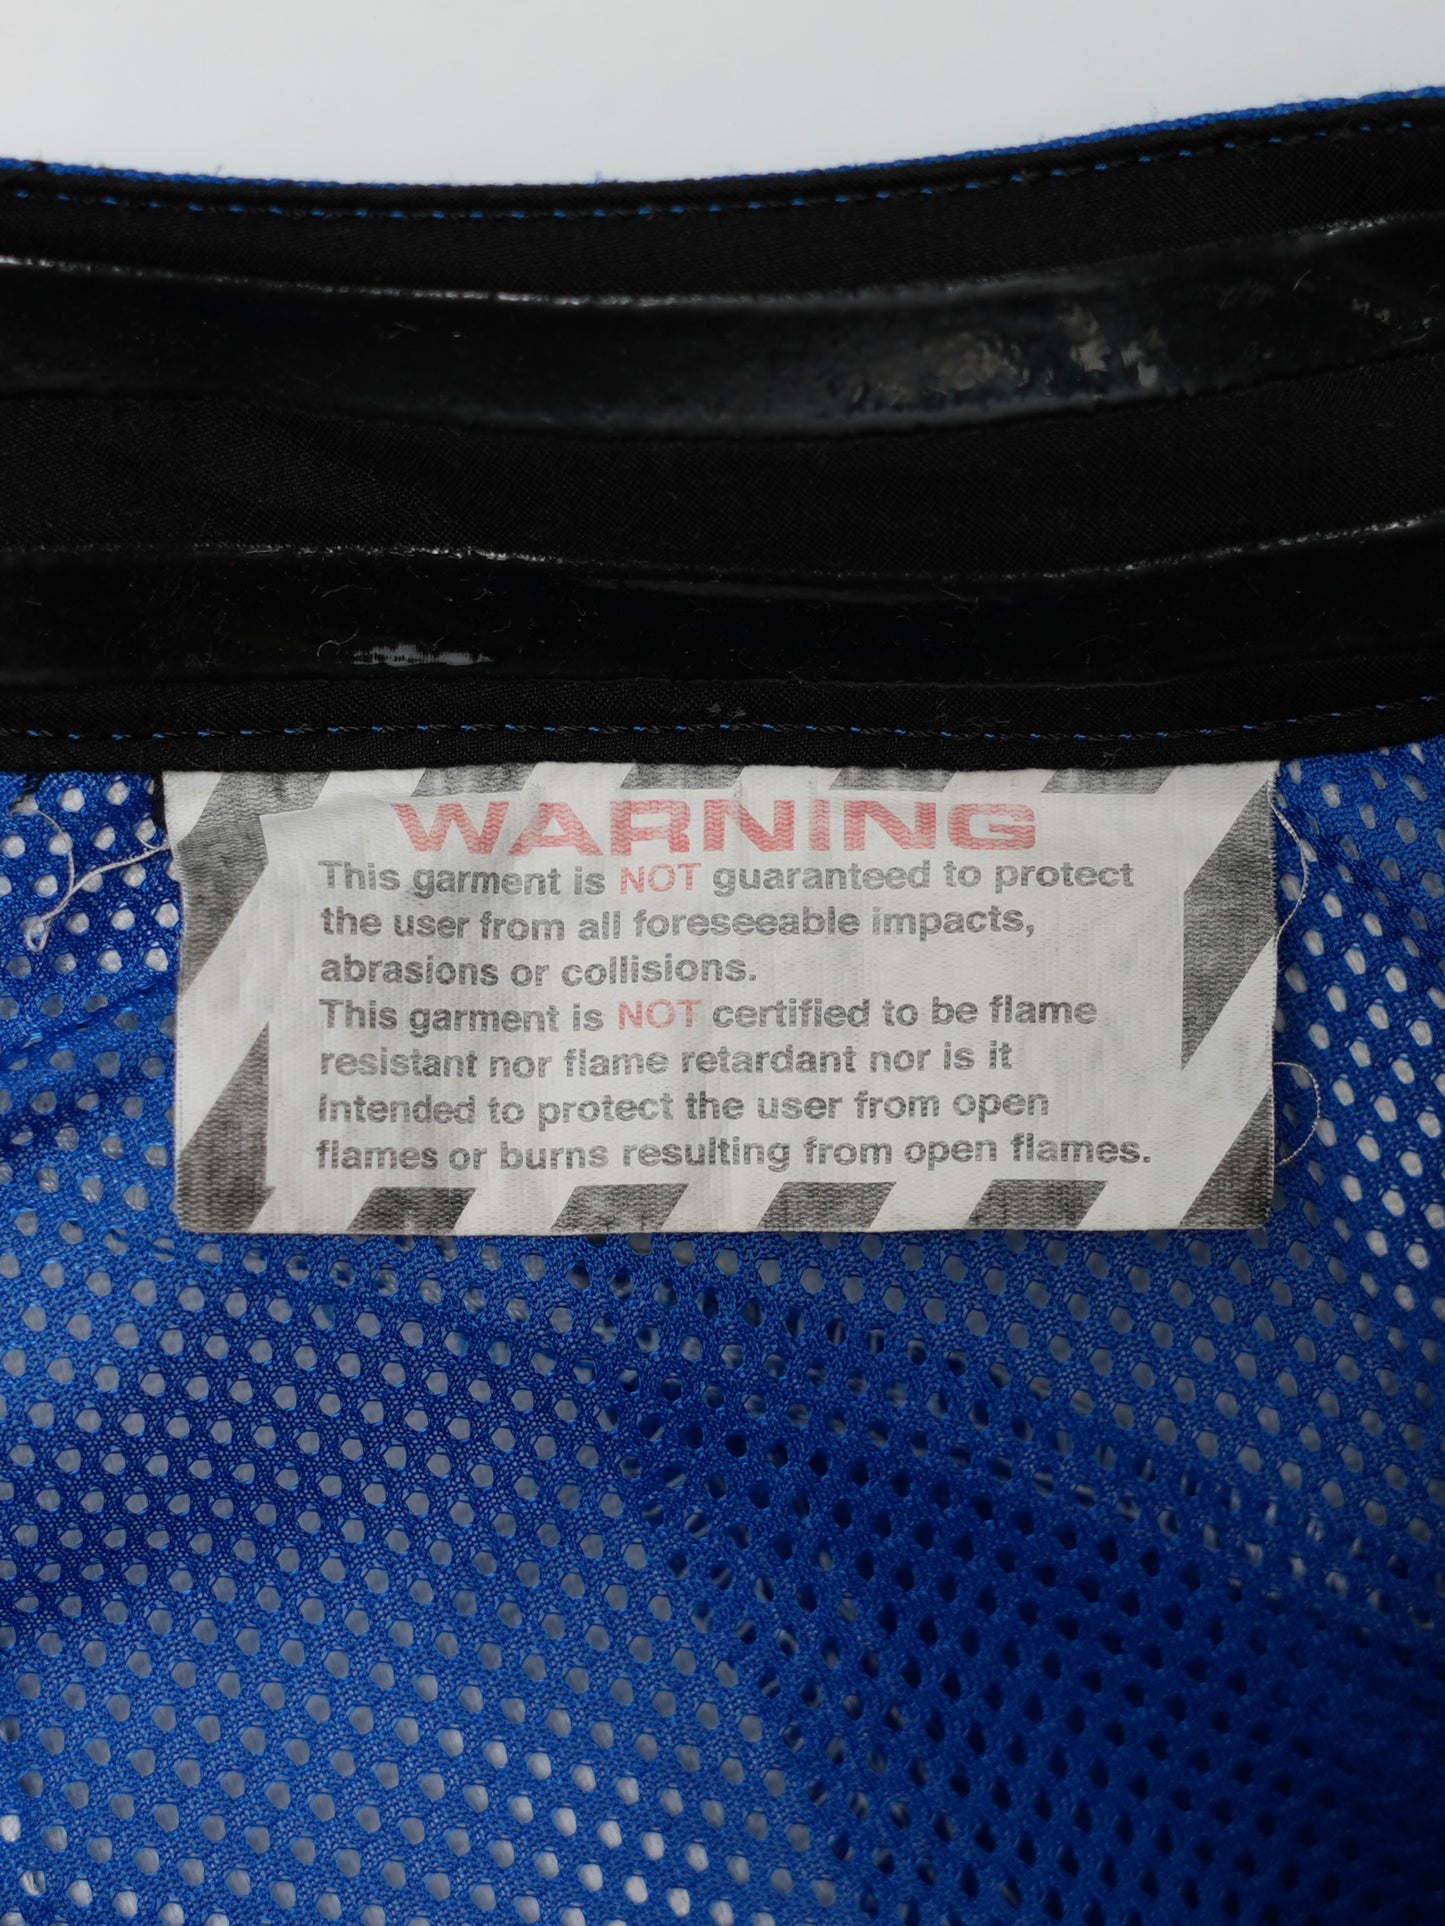 WARNING
This garment is NOT guaranteed to protect
the user from all foreseeable impacts,
abrasions or collisions.
This garment is NOT certified to be flame
resistant nor flame retardant nor is it
Intended to protect the user from open
flames or burns resulting from open flames.